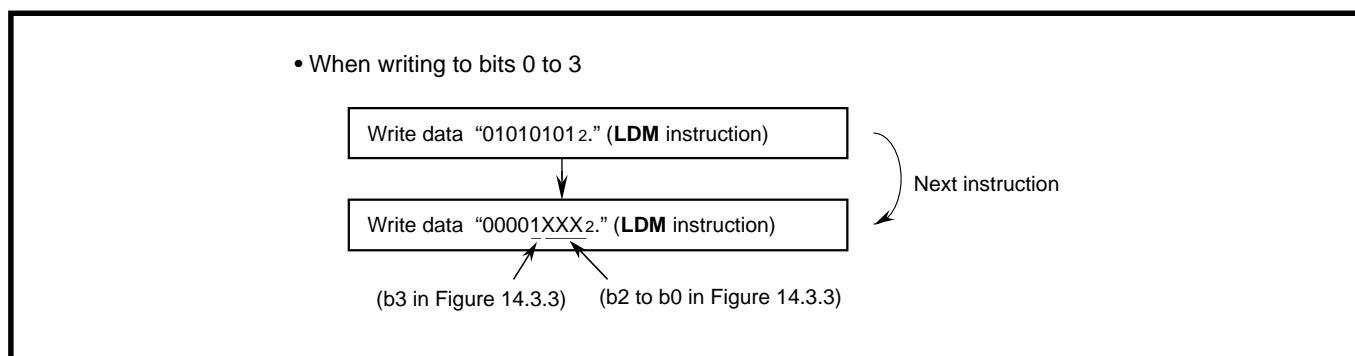 • When writing to bits 0 to 3
Write data “01010101₂.” (LDM instruction)
Next instruction
Write data “00001XXX₂.” (LDM instruction)
(b3 in Figure 14.3.3) (b2 to b0 in Figure 14.3.3)